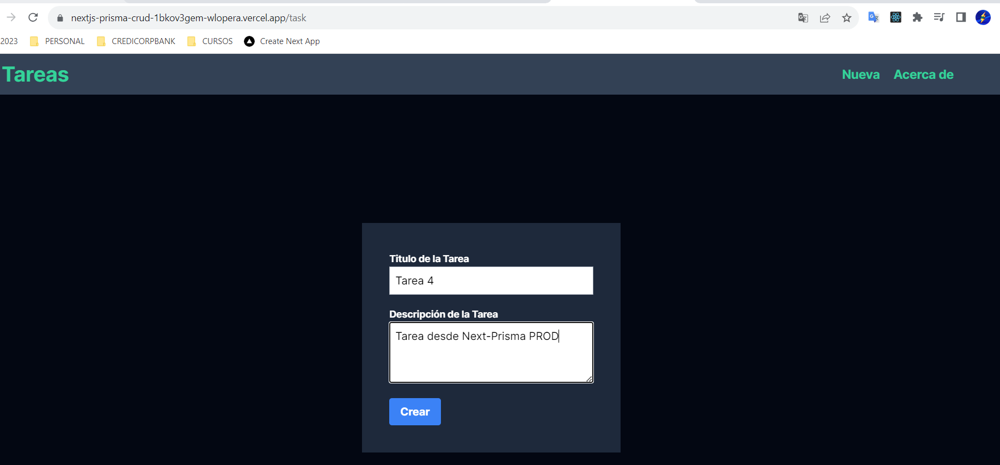 nextjs-prisma-crud-1bkov3gem-wlopera.vercel.app/task
2023 PERSONAL CREDICORPBANK CURSOS Create Next App
Tareas Nueva Acerca de
Titulo de la Tarea
Tarea 4
Descripción de la Tarea
Tarea desde Next-Prisma PROD
Crear